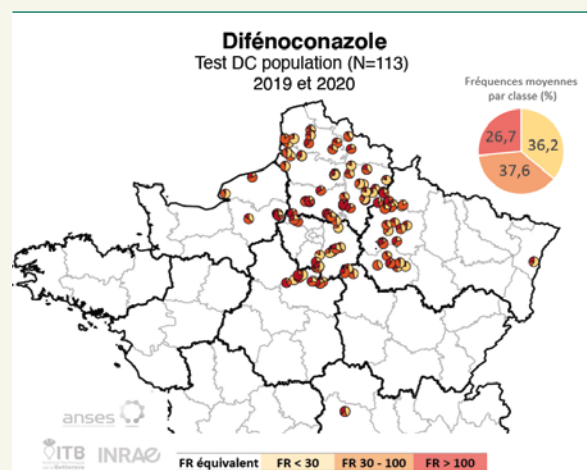 Difénoconazole
Test DC population (N=113)
2019 et 2020
Fréquences moyennes
par classe (%)
26,7
36,2
37,6
anses
ITB
INRAE
FR équivalent FR < 30 FR 30 - 100 FR > 100